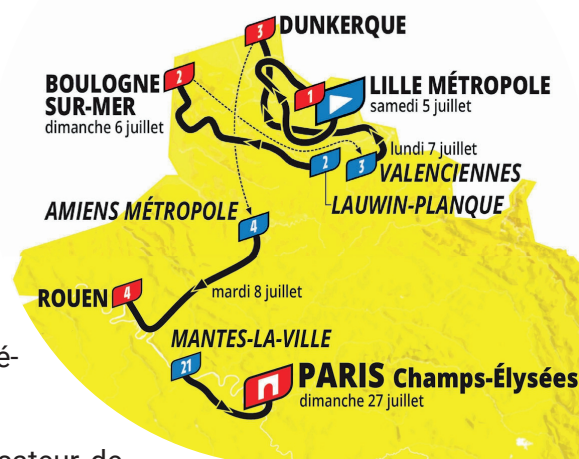 3 DUNKERQUE
BOULOGNE 2
SUR-MER
dimanche 6 juillet
1 LILLE MÉTROPOLE
samedi 5 juillet
lundi 7 juillet
2 3 VALENCIENNES
LAUWIN-PLANQUE
AMIENS MÉTROPOLE 4
ROUEN 4
mardi 8 juillet
MANTES-LA-VILLE
21
PARIS Champs-Élysées
dimanche 27 juillet
é-
ecteur de